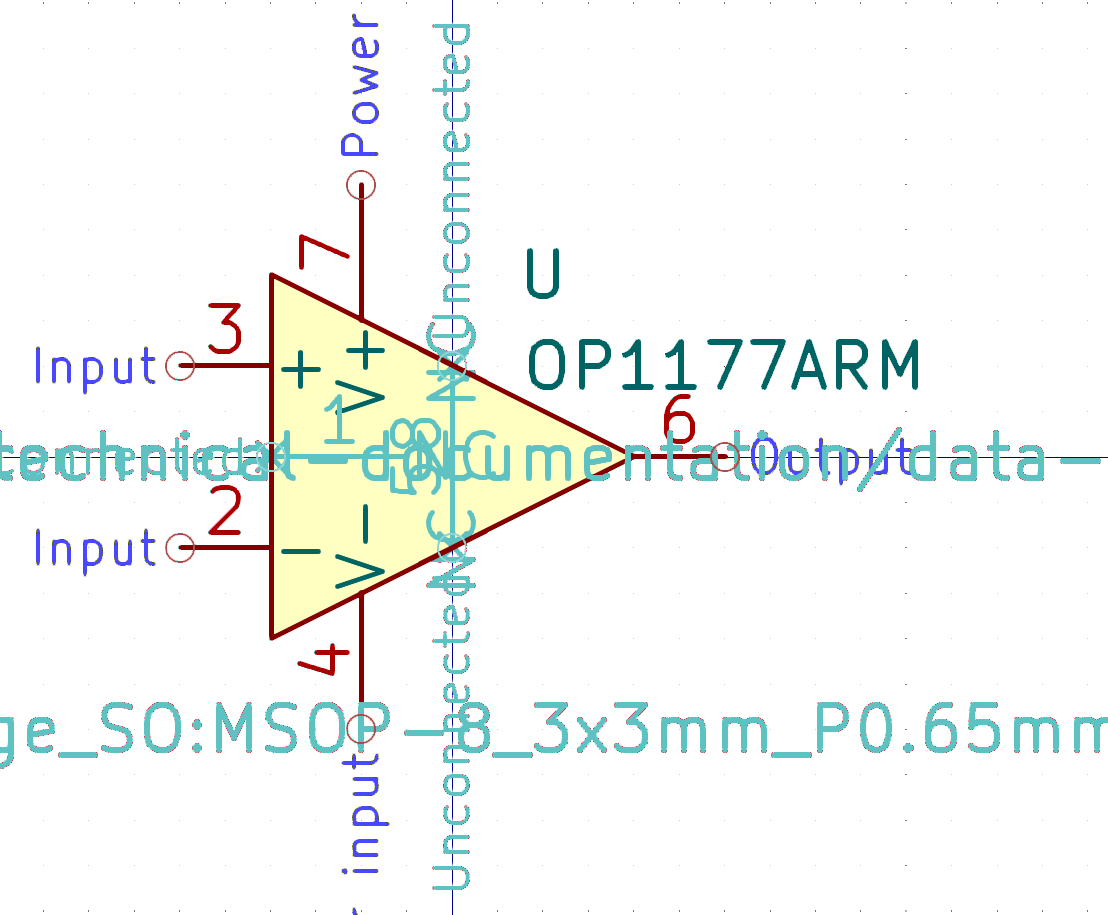 Power
Unconnected
7
U
3
OP1177ARM
Input
+
V+
NC
6
1
8
5
NC
technical-documentation/data-
Output
2
Input
−
V−
NC
4
ge_SO:MSOP-8_3x3mm_P0.65mm
input
Unconnected